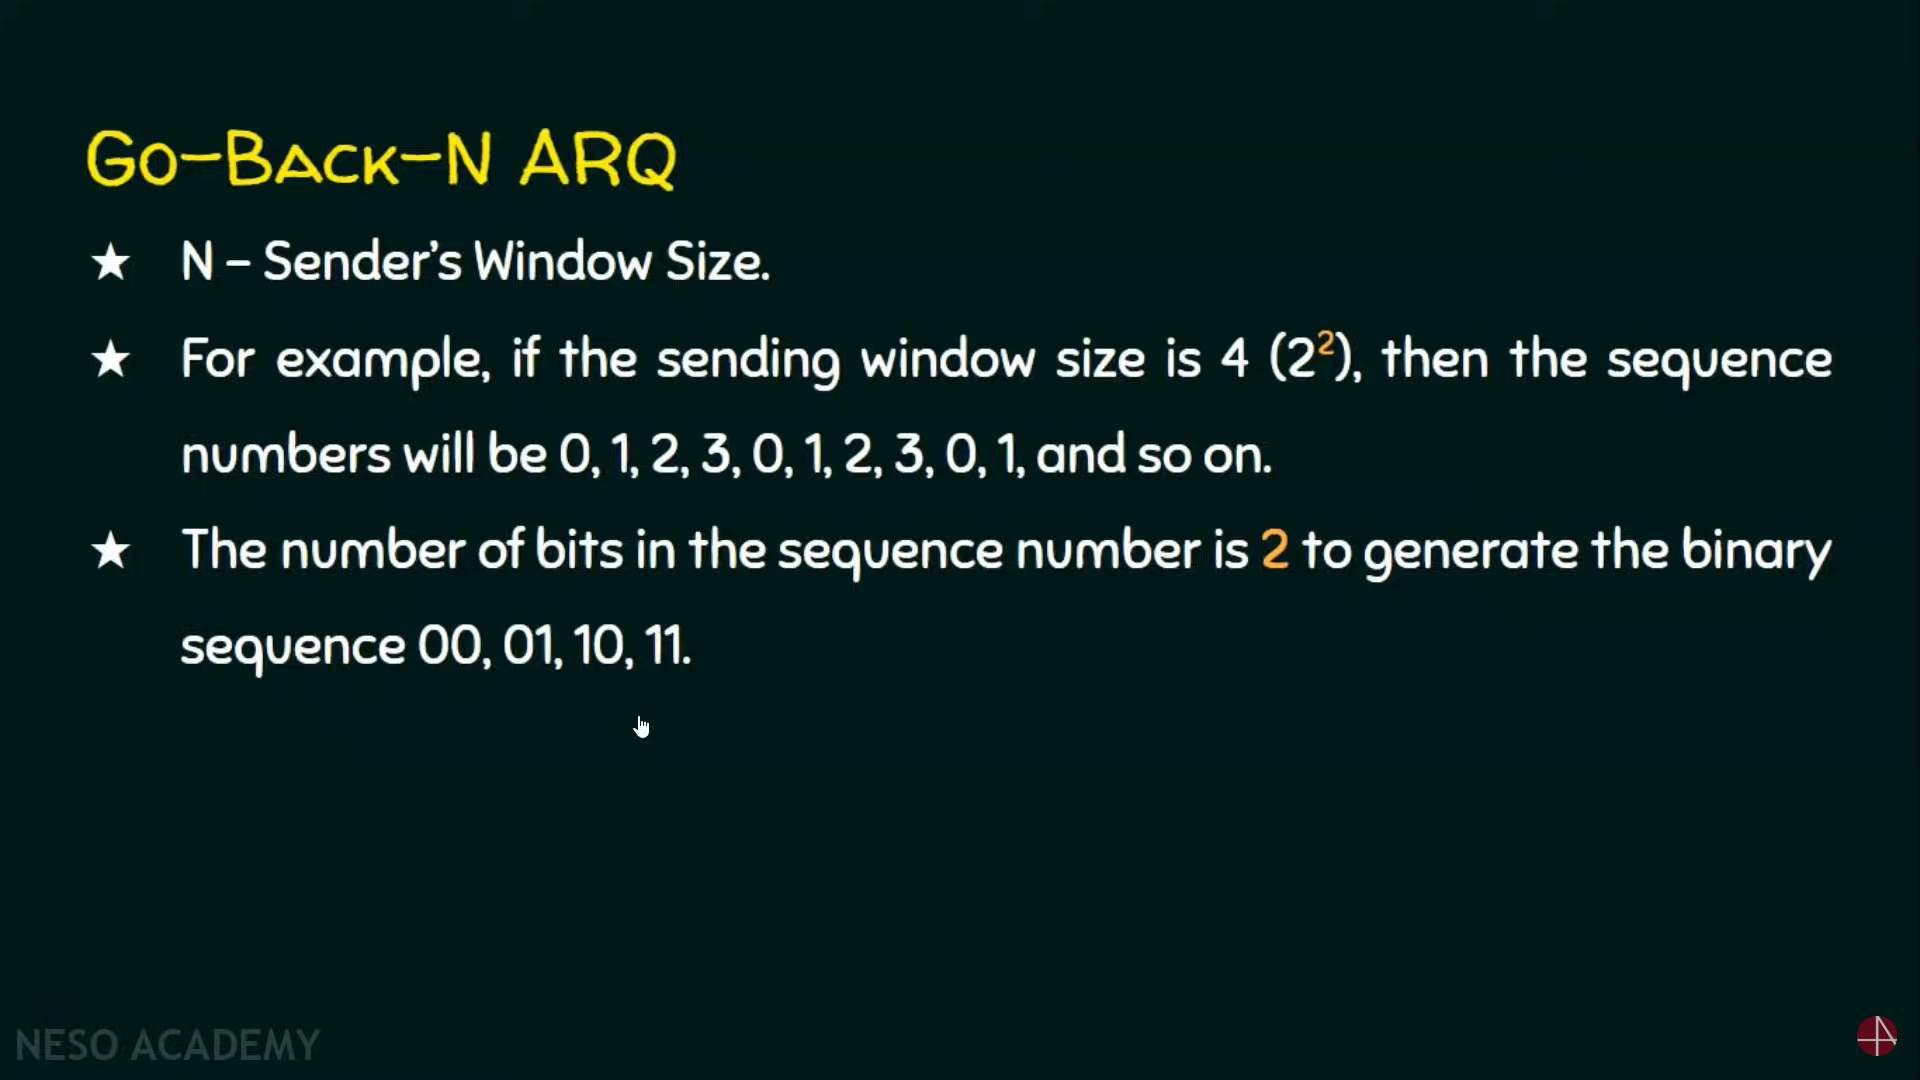 Go-Back-N ARQ
★ N – Sender's Window Size.
★ For example, if the sending window size is 4 (2²), then the sequence
numbers will be 0, 1, 2, 3, 0, 1, 2, 3, 0, 1, and so on.
★ The number of bits in the sequence number is 2 to generate the binary
sequence 00, 01, 10, 11.
NESO ACADEMY